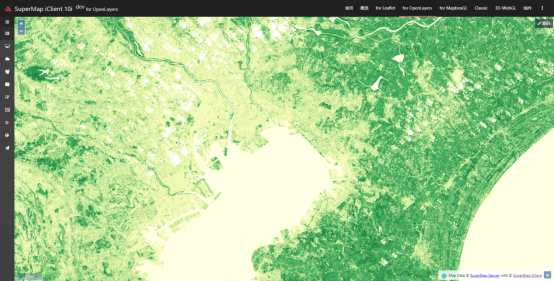 SuperMap iClient 10i dev for OpenLayers
首页 概述 for Leaflet for OpenLayers for MapboxGL Classic 3D-WebGL
Map Data © SuperMap iServer with © SuperMap iClient